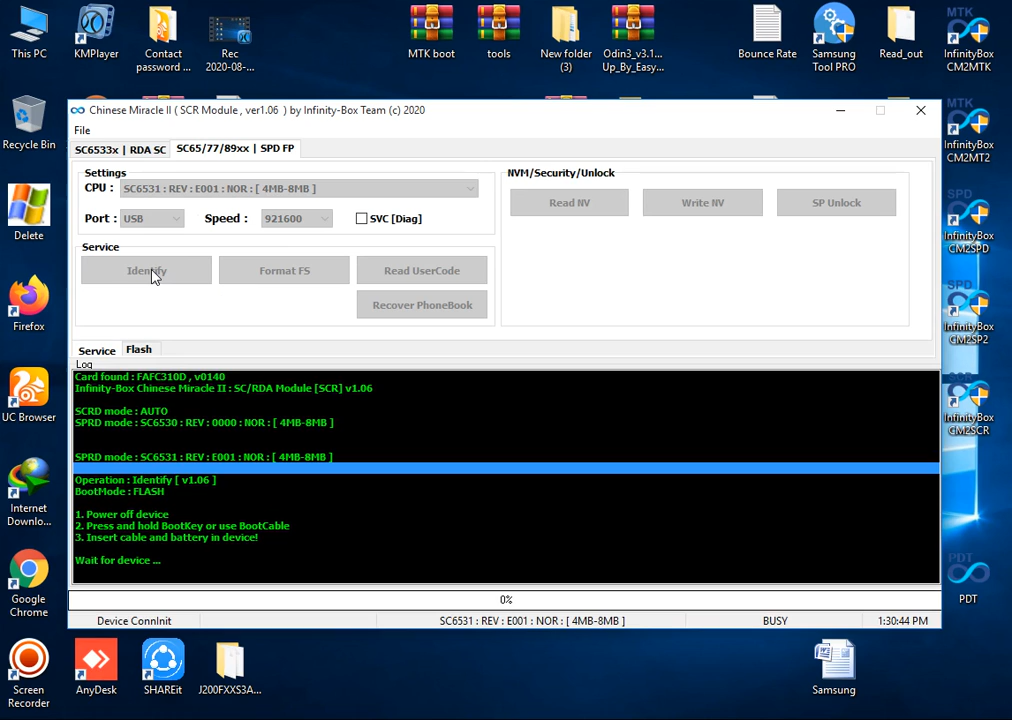 This PC
KMPlayer
Contact
password ...
Rec
2020-08-...
MTK boot
tools
New folder
(3)
Odin3_v3.1...
Up_By_Easy...
Bounce Rate
Samsung
Tool PRO
Read_out
MTK
InfinityBox
CM2MTK
Recycle Bin
Delete
Firefox
UC Browser
Internet
Downlo...
Google
Chrome
Screen
Recorder
Chinese Miracle II ( SCR Module , ver1.06 ) by Infinity-Box Team (c) 2020
File
SC6533x | RDA SC
SC65/77/89xx | SPD FP
Settings
CPU :
SC6531 : REV : E001 : NOR : [ 4MB-8MB ]
Port :
USB
Speed :
921600
SVC [Diag]
NVM/Security/Unlock
Read NV
Write NV
SP Unlock
Service
Identify
Format FS
Read UserCode
Recover PhoneBook
Service
Flash
Log
Card found : FAFC310D , v0140
Infinity-Box Chinese Miracle II : SC/RDA Module [SCR] v1.06
SCRD mode : AUTO
SPRD mode : SC6530 : REV : 0000 : NOR : [ 4MB-8MB ]
SPRD mode : SC6531 : REV : E001 : NOR : [ 4MB-8MB ]
Operation : Identify [ v1.06 ]
BootMode : FLASH
1. Power off device
2. Press and hold BootKey or use BootCable
3. Insert cable and battery in device!
Wait for device ...
0%
Device ConnInit
SC6531 : REV : E001 : NOR : [ 4MB-8MB ]
BUSY
1:30:44 PM
MTK
InfinityBox
CM2MT2
SPD
InfinityBox
CM2SPD
SPD
InfinityBox
CM2SP2
SPD
InfinityBox
CM2SCR
PDT
PDT
AnyDesk
SHAREit
J200FXXS3A...
Samsung